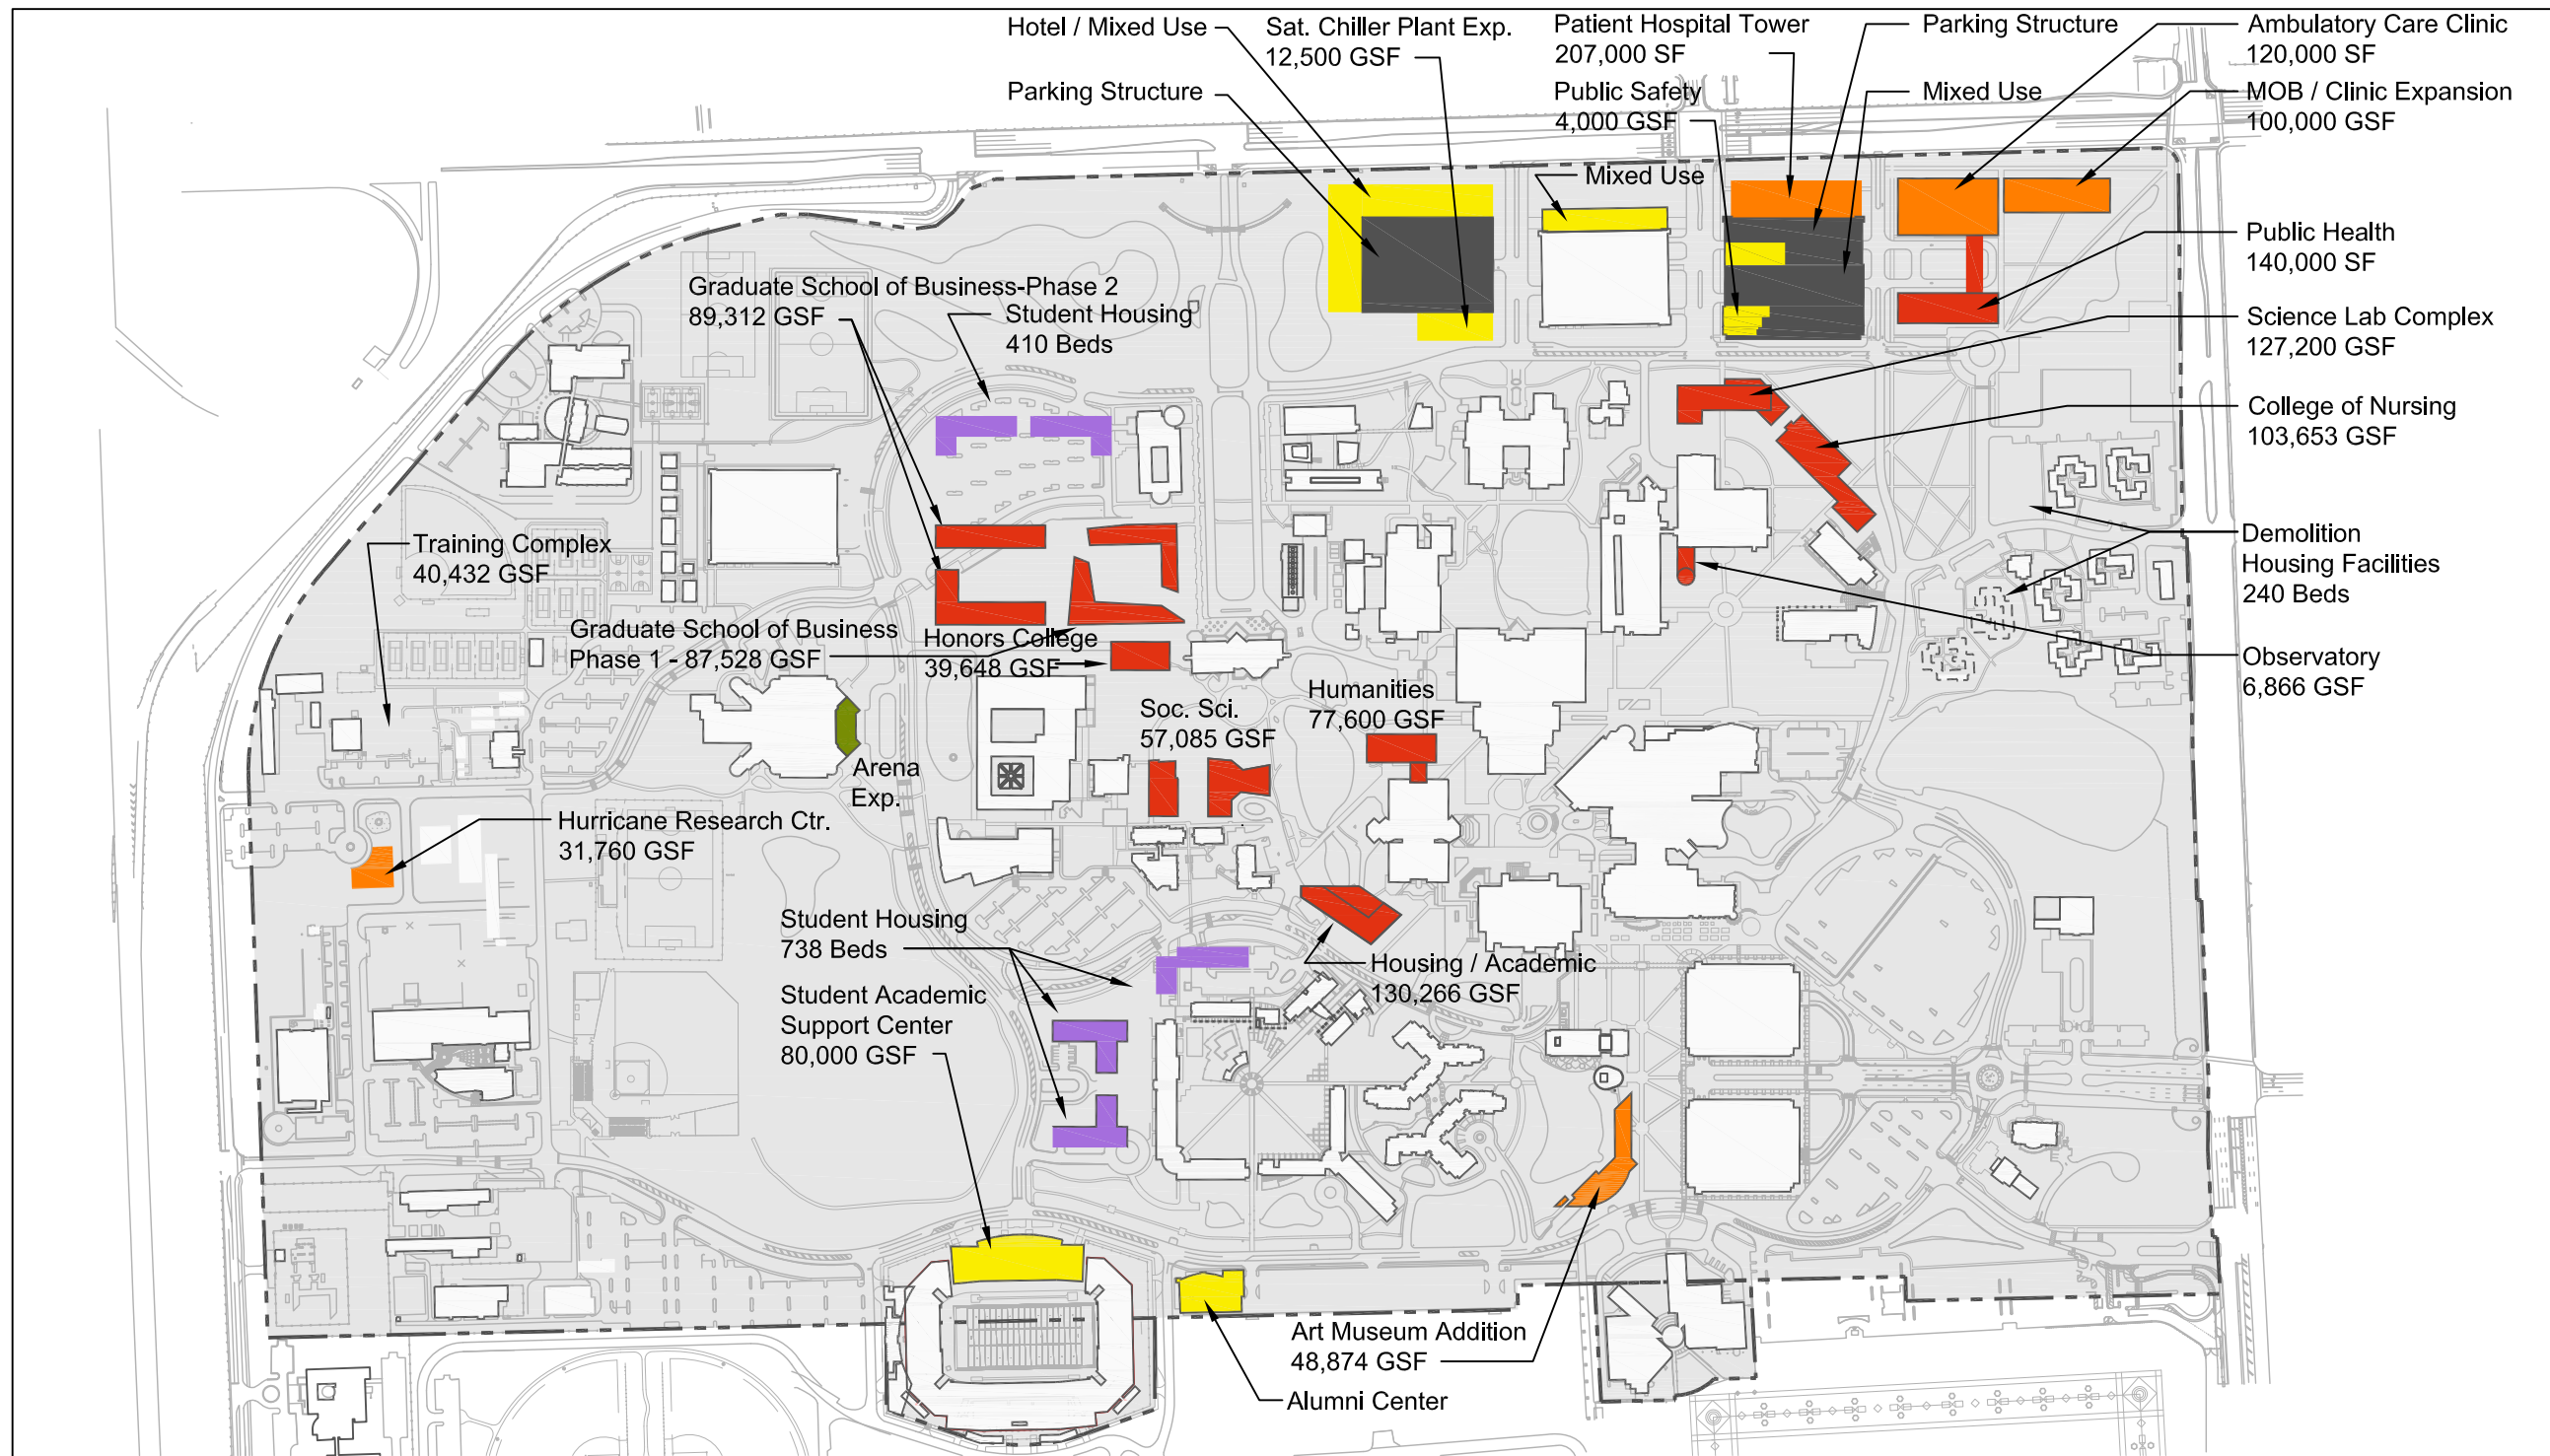 Hotel / Mixed Use
Sat. Chiller Plant Exp.
12,500 GSF
Patient Hospital Tower
207,000 SF
Parking Structure
Ambulatory Care Clinic
120,000 SF
Parking Structure
Public Safety
4,000 GSF
Mixed Use
MOB / Clinic Expansion
100,000 GSF
Mixed Use
Public Health
140,000 SF
Graduate School of Business-Phase 2
89,312 GSF
Student Housing
410 Beds
Science Lab Complex
127,200 GSF
College of Nursing
103,653 GSF
Training Complex
40,432 GSF
Demolition
Housing Facilities
240 Beds
Graduate School of Business
Phase 1 - 87,528 GSF
Honors College
39,648 GSF
Observatory
6,866 GSF
Humanities
77,600 GSF
Soc. Sci.
57,085 GSF
Arena
Exp.
Hurricane Research Ctr.
31,760 GSF
Student Housing
738 Beds
Housing / Academic
130,266 GSF
Student Academic
Support Center
80,000 GSF
Art Museum Addition
48,874 GSF
Alumni Center